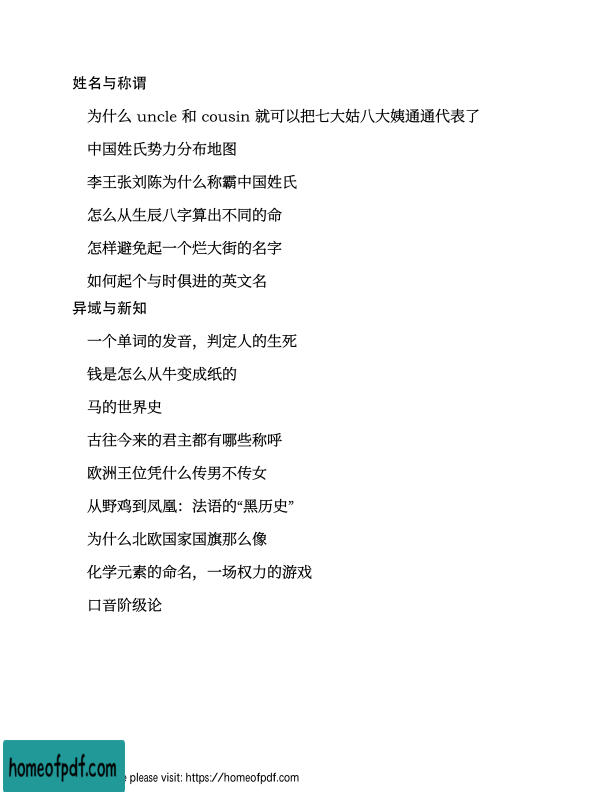 姓名与称谓
为什么 uncle 和 cousin 就可以把七大姑八大姨通通代表了
中国姓氏势力分布地图
李王张刘陈为什么称霸中国姓氏
怎么从生辰八字算出不同的命
怎样避免起一个烂大街的名字
如何起个与时俱进的英文名
异域与新知
一个单词的发音，判定人的生死
钱是怎么从牛变成纸的
马的世界史
古往今来的君主都有哪些称呼
欧洲王位凭什么传男不传女
从野鸡到凤凰：法语的“黑历史”
为什么北欧国家国旗那么像
化学元素的命名，一场权力的游戏
口音阶级论
homeofpdf.com
please visit: https://homeofpdf.com